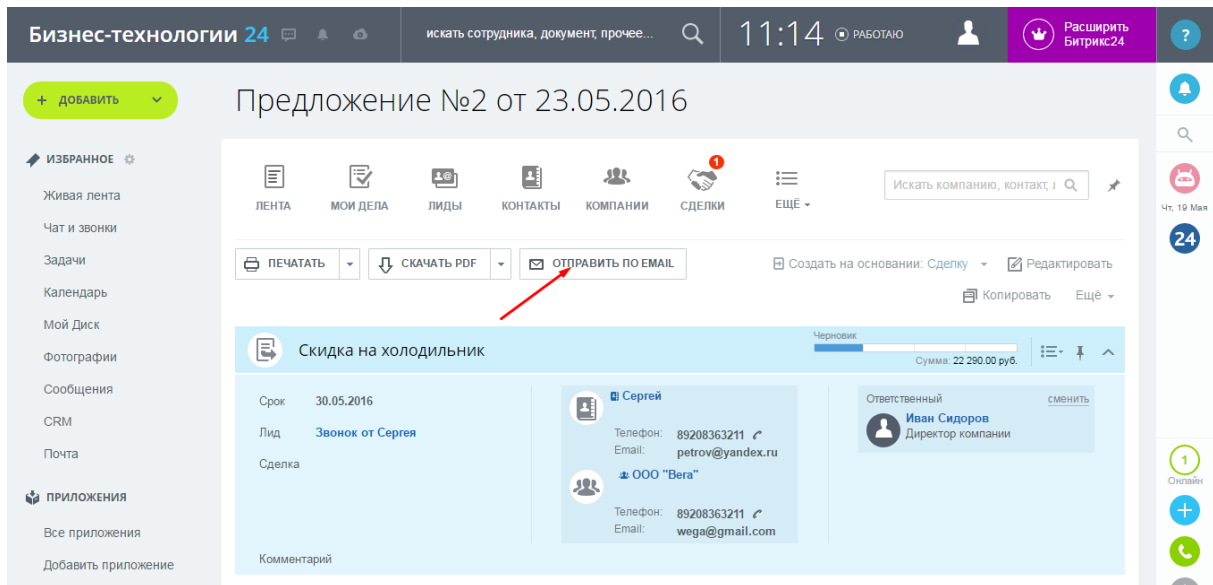 Бизнес-технологии 24
искать сотрудника, документ, прочее...
11:14 РАБОТАЮ
Расширить
Битрикс24
?
+ ДОБАВИТЬ
Предложение №2 от 23.05.2016
ИЗБРАННОЕ
Живая лента
Чат и звонки
Задачи
Календарь
Мой Диск
Фотографии
Сообщения
CRM
Почта
ПРИЛОЖЕНИЯ
Все приложения
Добавить приложение
1
ЛЕНТА МОИ ДЕЛА ЛИДЫ КОНТАКТЫ КОМПАНИИ СДЕЛКИ ЕЩЁ
Искать компанию, контакт,
ПЕЧАТАТЬ СКАЧАТЬ PDF ОТПРАВИТЬ ПО EMAIL
Создать на основании: Сделку Редактировать
Копировать Ещё
Скидка на холодильник
Черновик
Сумма: 22 290.00 руб.
Срок 30.05.2016
Лид Звонок от Сергея
Сделка
Комментарий
Сергей
Телефон: 89208363211
Email: petrov@yandex.ru
ООО "Вега"
Телефон: 89208363211
Email: wega@gmail.com
Ответственный сменить
Иван Сидоров
Директор компании
Чт, 19 Мая
24
1
Онлайн